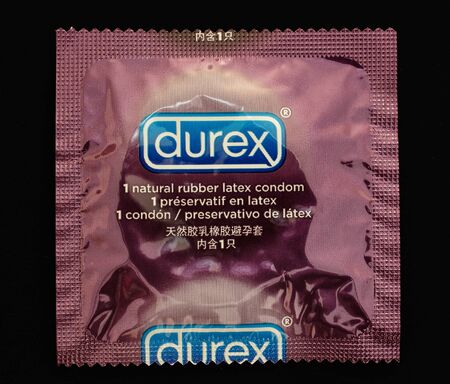 内含1只
durex®
1 natural rubber latex condom
1 préservatif en latex
1 condón / preservativo de látex
天然胶乳橡胶避孕套
内含1只
durex®